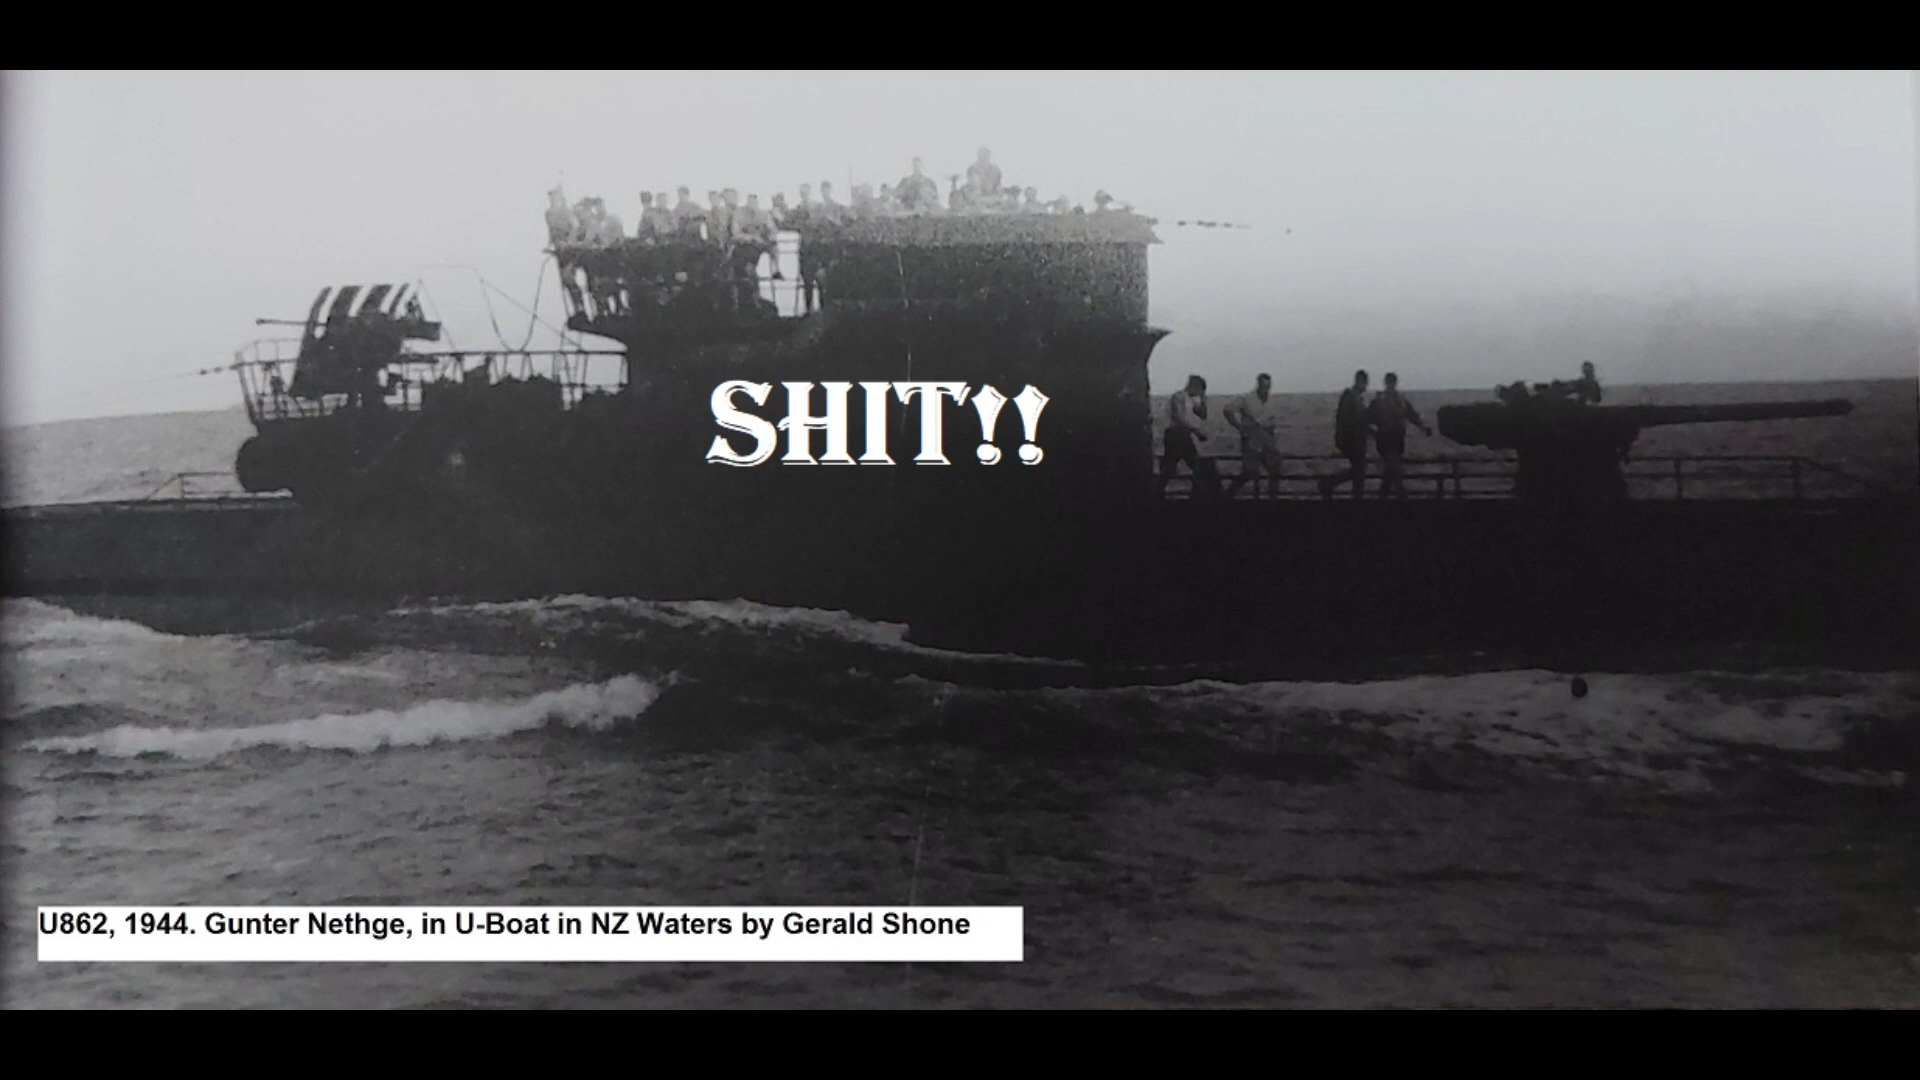 SHIT!!
U862, 1944. Gunter Nethge, in U-Boat in NZ Waters by Gerald Shone